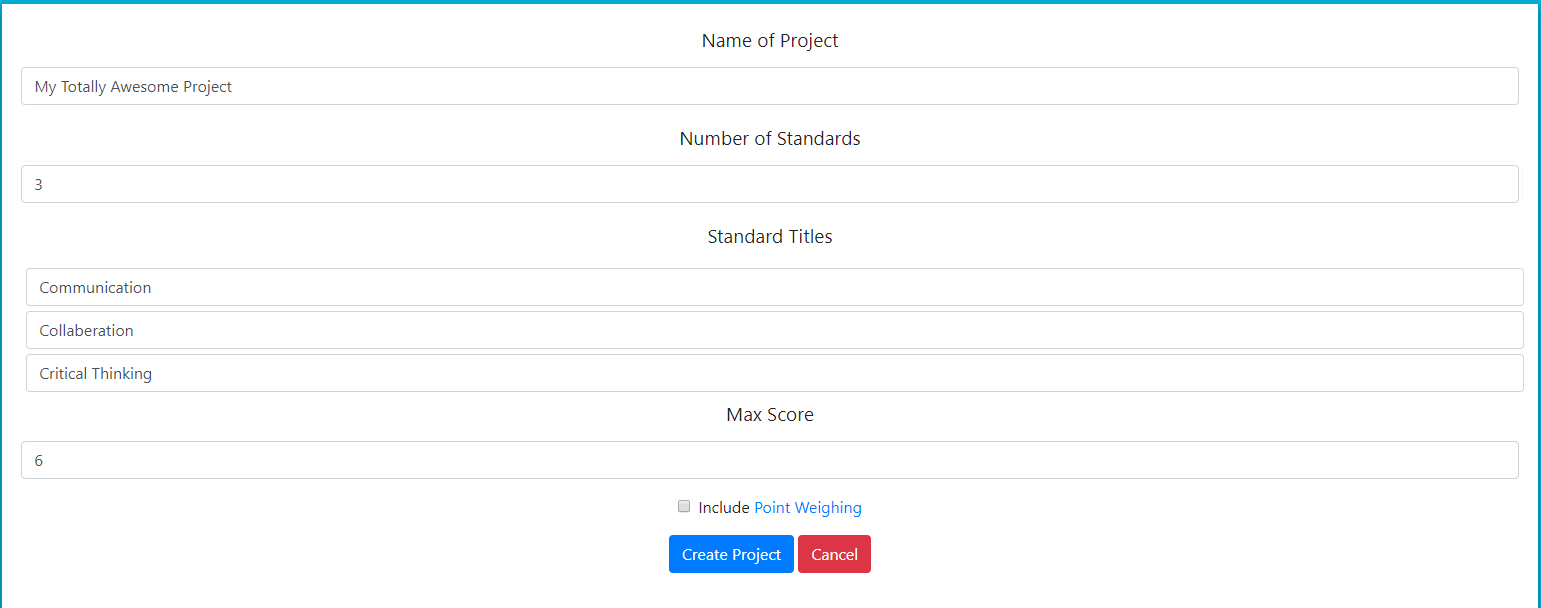 Name of Project
My Totally Awesome Project
Number of Standards
3
Standard Titles
Communication
Collaberation
Critical Thinking
Max Score
6
Include Point Weighing
Create Project Cancel